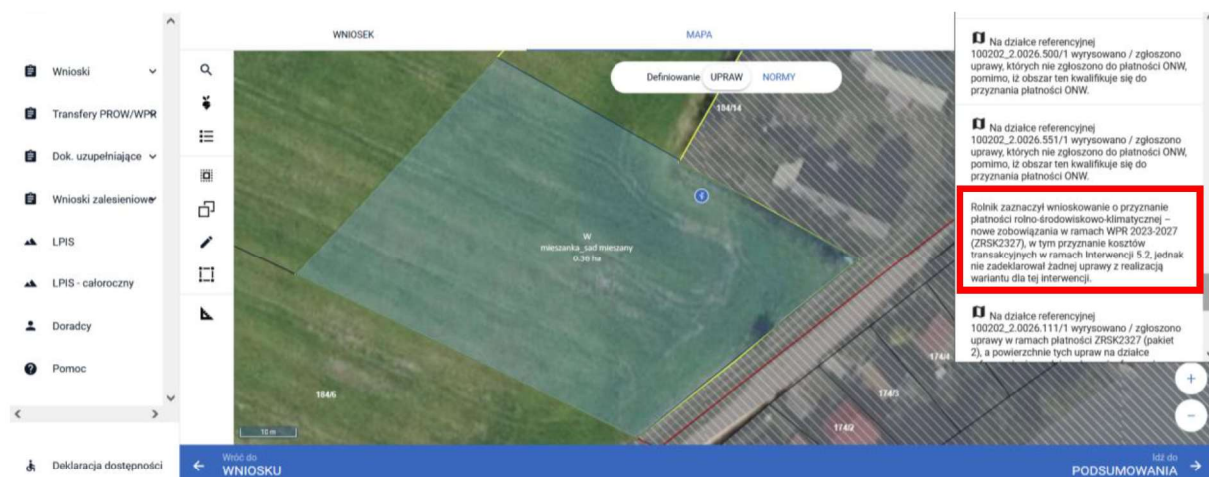 Wnioski
Transfery PROW/WPR
Dok. uzupełniające
Wnioski zalesieniowe
LPIS
LPIS - całoroczny
Doradcy
Pomoc
Deklaracja dostępności
WNIOSEK
MAPA
Definiowanie UPRAW NORMY
184/14
W
mieszanka_sad mieszany
0.36 ha
184/6
174/4
174/3
174/2
10 m
Na działce referencyjnej
100202_2.0026.500/1 wyrysowano / zgłoszono
uprawy, których nie zgłoszono do płatności ONW,
pomimo, iż obszar ten kwalifikuje się do
przyznania płatności ONW.
Na działce referencyjnej
100202_2.0026.551/1 wyrysowano / zgłoszono
uprawy, których nie zgłoszono do płatności ONW,
pomimo, iż obszar ten kwalifikuje się do
przyznania płatności ONW.
Rolnik zaznaczył wnioskowanie o przyznanie
płatności rolno-środowiskowo-klimatycznej –
nowe zobowiązania w ramach WPR 2023-2027
(ZRSK2327), w tym przyznanie kosztów
transakcyjnych w ramach Interwencji 5.2, jednak
nie zadeklarował żadnej uprawy z realizacją
wariantu dla tej interwencji.
Na działce referencyjnej
100202_2.0026.111/1 wyrysowano / zgłoszono
uprawy w ramach płatności ZRSK2327 (pakiet
2), a powierzchnie tych upraw na działce
+
−
Wróć do
WNIOSKU
Idź do
PODSUMOWANIA